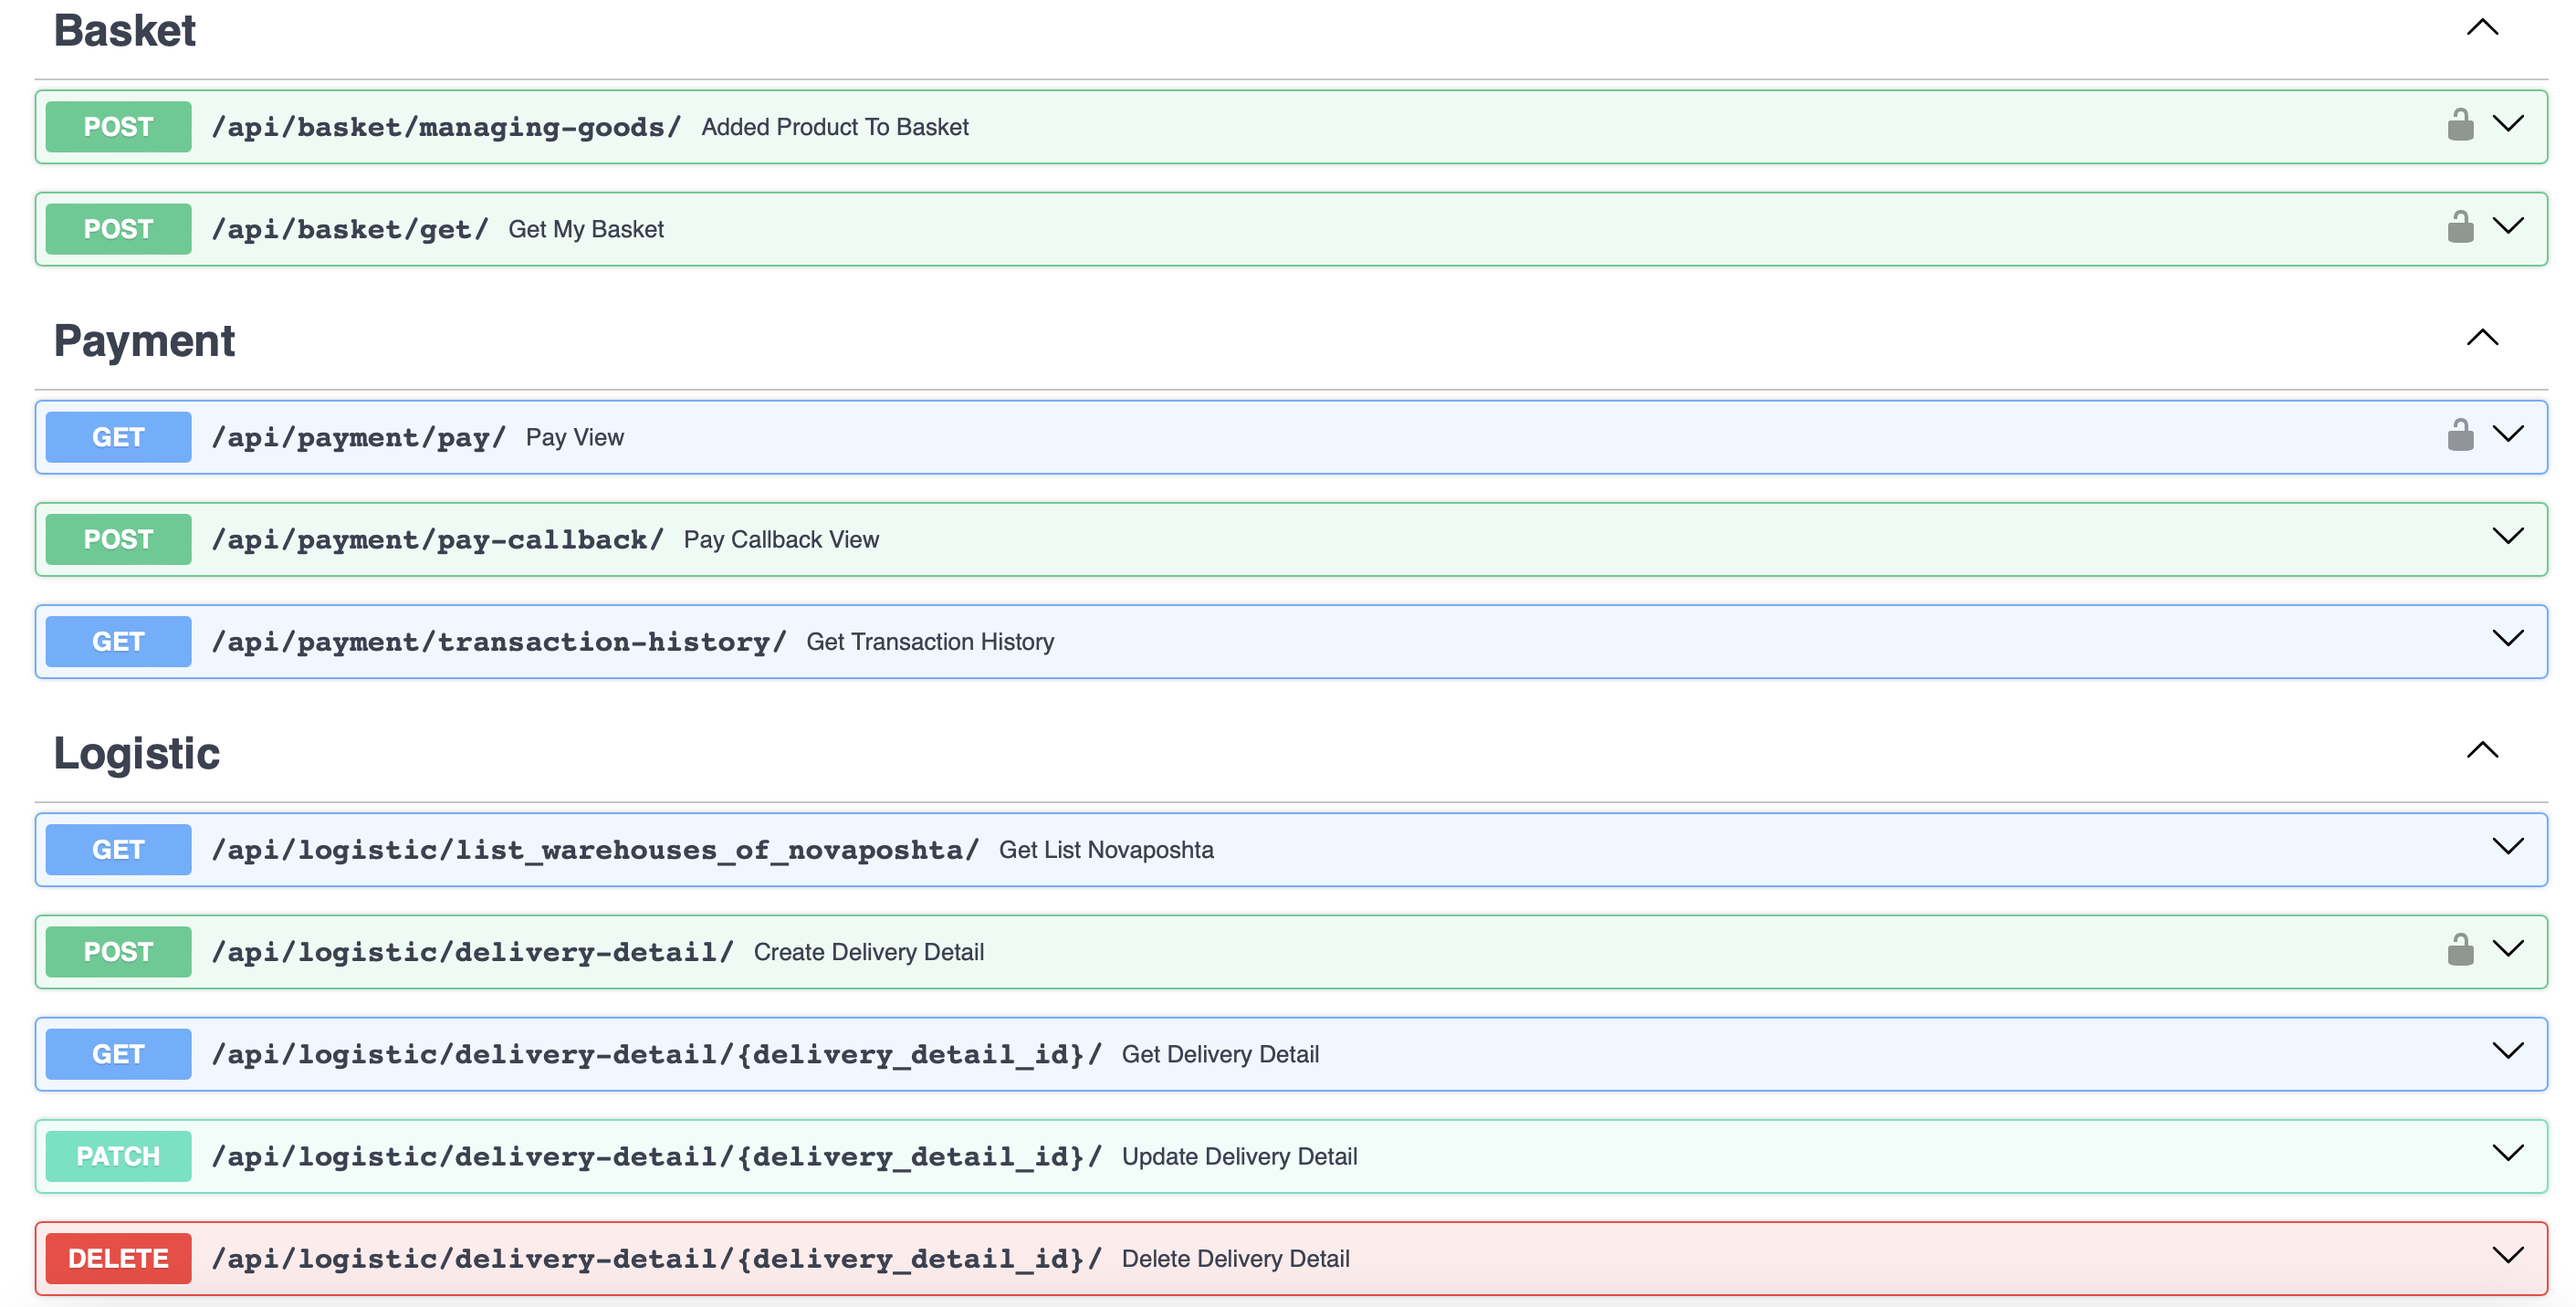 Basket
POST /api/basket/managing-goods/ Added Product To Basket
POST /api/basket/get/ Get My Basket
Payment
GET /api/payment/pay/ Pay View
POST /api/payment/pay-callback/ Pay Callback View
GET /api/payment/transaction-history/ Get Transaction History
Logistic
GET /api/logistic/list_warehouses_of_novaposhta/ Get List Novaposhta
POST /api/logistic/delivery-detail/ Create Delivery Detail
GET /api/logistic/delivery-detail/{delivery_detail_id}/ Get Delivery Detail
PATCH /api/logistic/delivery-detail/{delivery_detail_id}/ Update Delivery Detail
DELETE /api/logistic/delivery-detail/{delivery_detail_id}/ Delete Delivery Detail